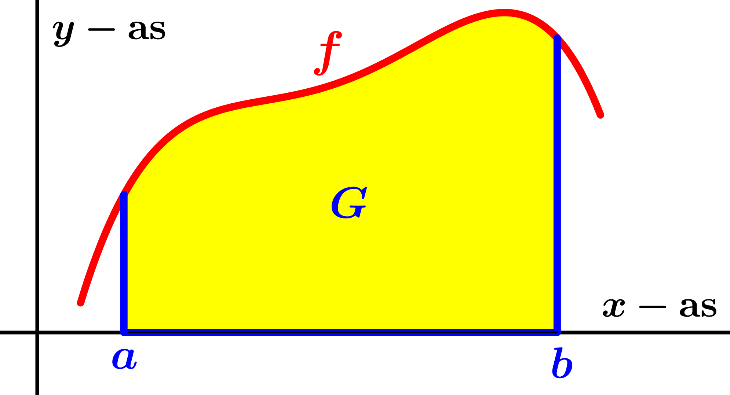 y – as
f
G
x – as
a
b